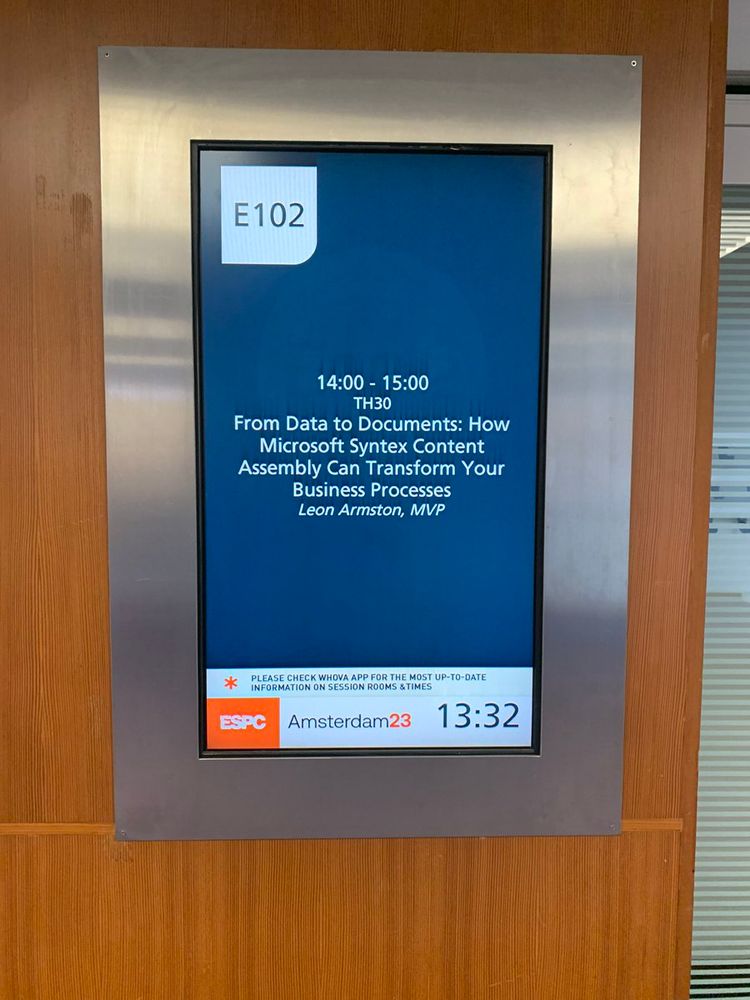 E102
14:00 - 15:00
TH30
From Data to Documents: How
Microsoft Syntex Content
Assembly Can Transform Your
Business Processes
Leon Armston, MVP
* PLEASE CHECK WHOVA APP FOR THE MOST UP-TO-DATE
INFORMATION ON SESSION ROOMS &TIMES
ESPC Amsterdam23 13:32